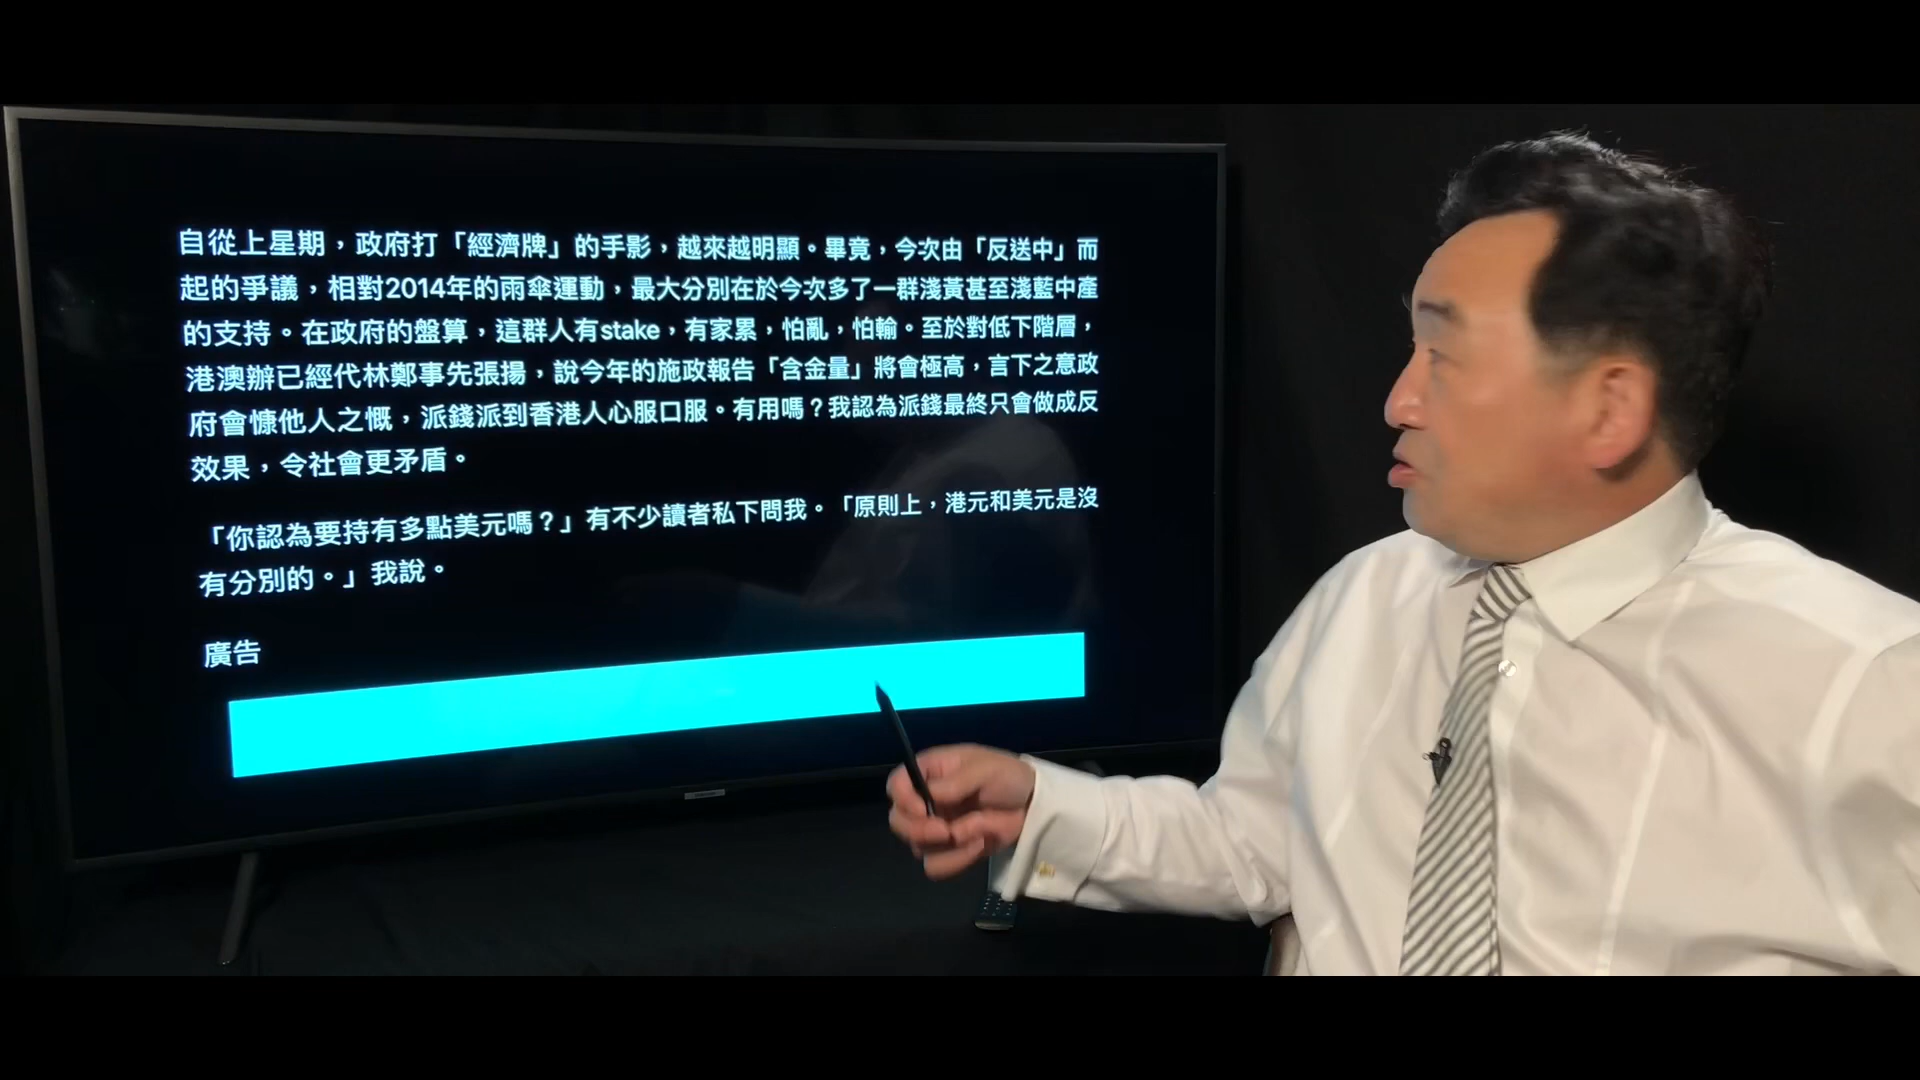 自從上星期，政府打「經濟牌」的手影，越來越明顯。畢竟，今次由「反送中」而
起的爭議，相對2014年的雨傘運動，最大分別在於今次多了一群淺黃甚至淺藍中產
的支持。在政府的盤算，這群人有stake，有家累，怕亂，怕輸。至於對低下階層，
港澳辦已經代林鄭事先張揚，說今年的施政報告「含金量」將會極高，言下之意政
府會慷他人之慨，派錢派到香港人心服口服。有用嗎？我認為派錢最終只會做成反
效果，令社會更矛盾。
「你認為要持有多點美元嗎？」有不少讀者私下問我。「原則上，港元和美元是沒
有分別的。」我說。
廣告